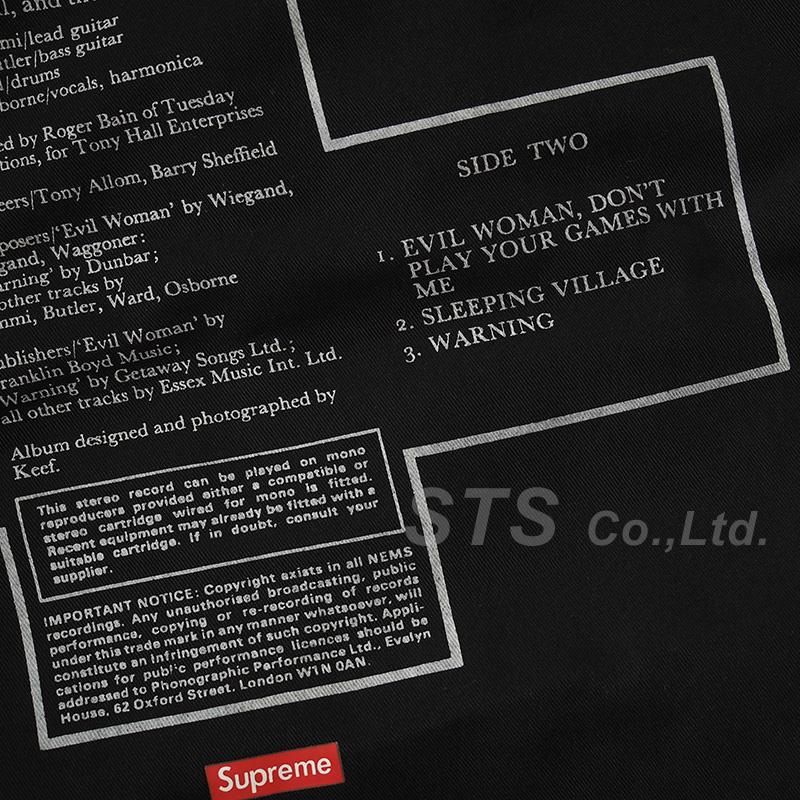 and th
mi/lead guitar
tler/bass guitar
/drums
borne/vocals, harmonica
ed by Roger Bain of Tuesday
tions, for Tony Hall Enterprises
eers/Tony Allom, Barry Sheffield
posers/'Evil Woman' by Wiegand,
gand, Waggoner:
arning' by Dunbar;
other tracks by
mmi, Butler, Ward, Osborne
ublishers/'Evil Woman' by
ranklin Boyd Music;
Warning' by Getaway Songs Ltd.;
all other tracks by Essex Music Int. Ltd.
Album designed and photographed by
Keef.
This stereo record can be played on mono
reproducers provided either a compatible or
stereo cartridge wired for mono is fitted.
Recent equipment may already be fitted with a
suitable cartridge. If in doubt, consult your
supplier.
IMPORTANT NOTICE: Copyright exists in all NEMS
recordings. Any unauthorised broadcasting, public
performance, copying or re-recording of records
under this trade mark in any manner whatsoever, will
constitute an infringement of such copyright. Appli-
cations for public performance licences should be
addressed to Phonographic Performance Ltd., Evelyn
House, 62 Oxford Street, London W1N 0AN.
SIDE TWO
1. EVIL WOMAN, DON'T
PLAY YOUR GAMES WITH
ME
2. SLEEPING VILLAGE
3. WARNING
STS Co.,Ltd.
Supreme